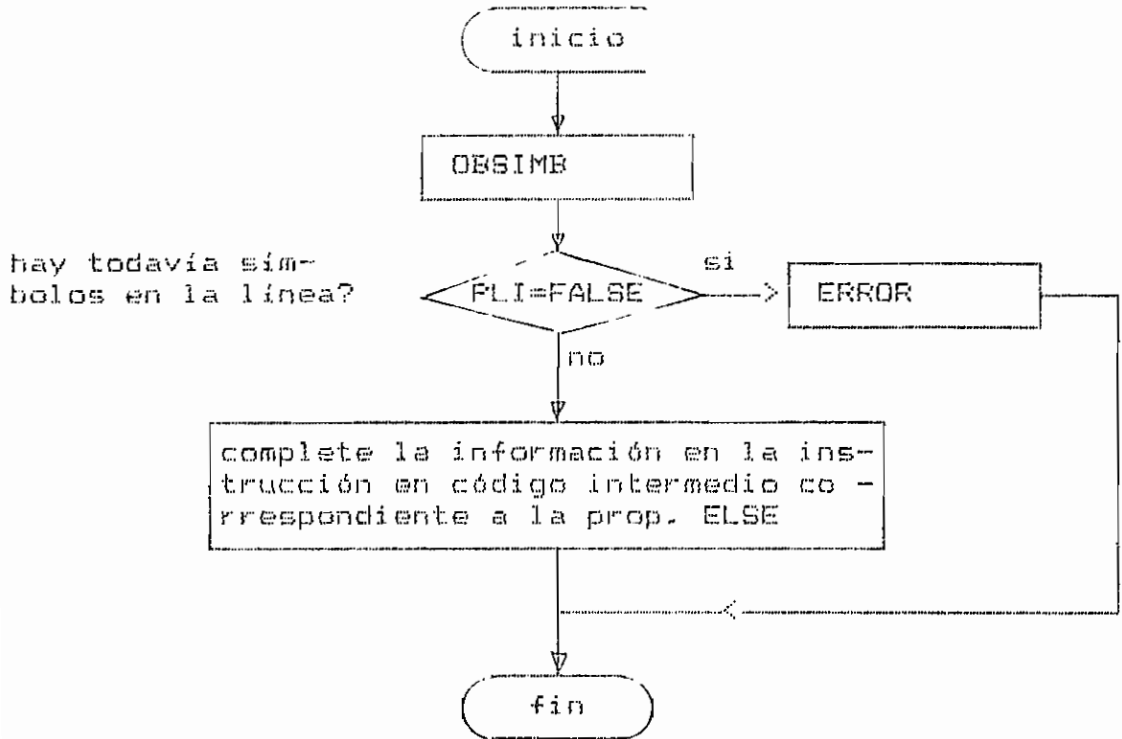 inicio
OBSIMB
hay todavía sím-
bolos en la línea?
PLI=FALSE
si
ERROR
no
complete la información en la ins-
trucción en código intermedio co -
rrespondiente a la prop. ELSE
fin